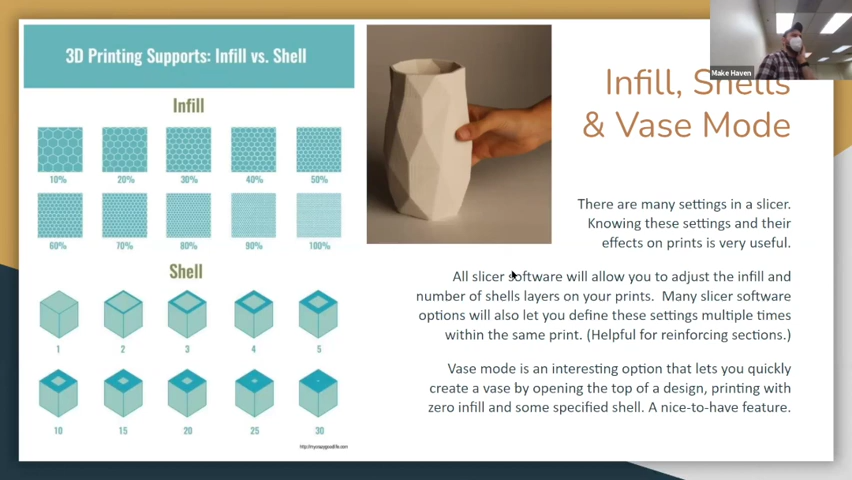 3D Printing Supports: Infill vs. Shell
Infill
10% 20% 30% 40% 50%
60% 70% 80% 90% 100%
Shell
1 2 3 4 5
10 15 20 25 30
Make Haven
Infill, Shells
& Vase Mode
There are many settings in a slicer.
Knowing these settings and their
effects on prints is very useful.
All slicer software will allow you to adjust the infill and
number of shells layers on your prints. Many slicer software
options will also let you define these settings multiple times
within the same print. (Helpful for reinforcing sections.)
Vase mode is an interesting option that lets you quickly
create a vase by opening the top of a design, printing with
zero infill and some specified shell. A nice-to-have feature.